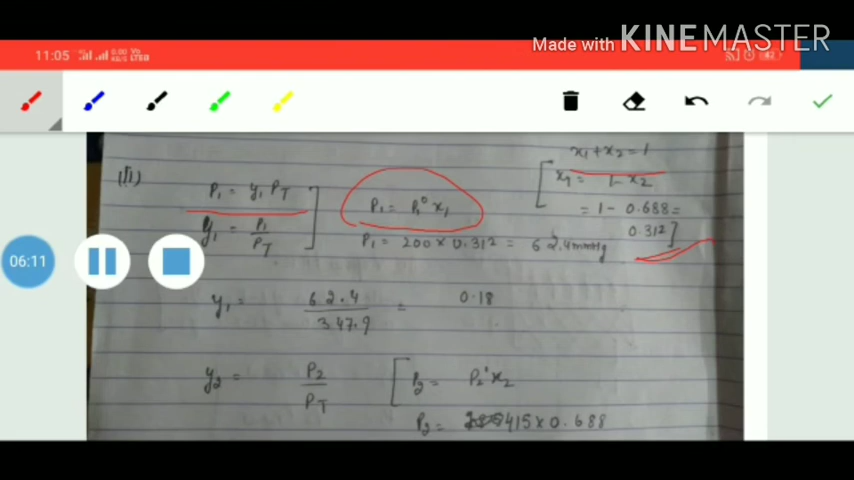 Made with KINEMASTER
11:05
(ii)
P₁ = y₁ PT
y₁ = P₁/PT
P₁ = P₁⁰ x₁
P₁ = 200 × 0.312 = 62.4 mmHg
x₁ + x₂ = 1
x₁ = 1 - x₂
= 1 - 0.688 =
0.312]
06:11
y₁ = 62.4/347.9 = 0.18
y₂ = P₂/PT
[P₂ = P₂⁰ x₂
P₂ = 415 × 0.688